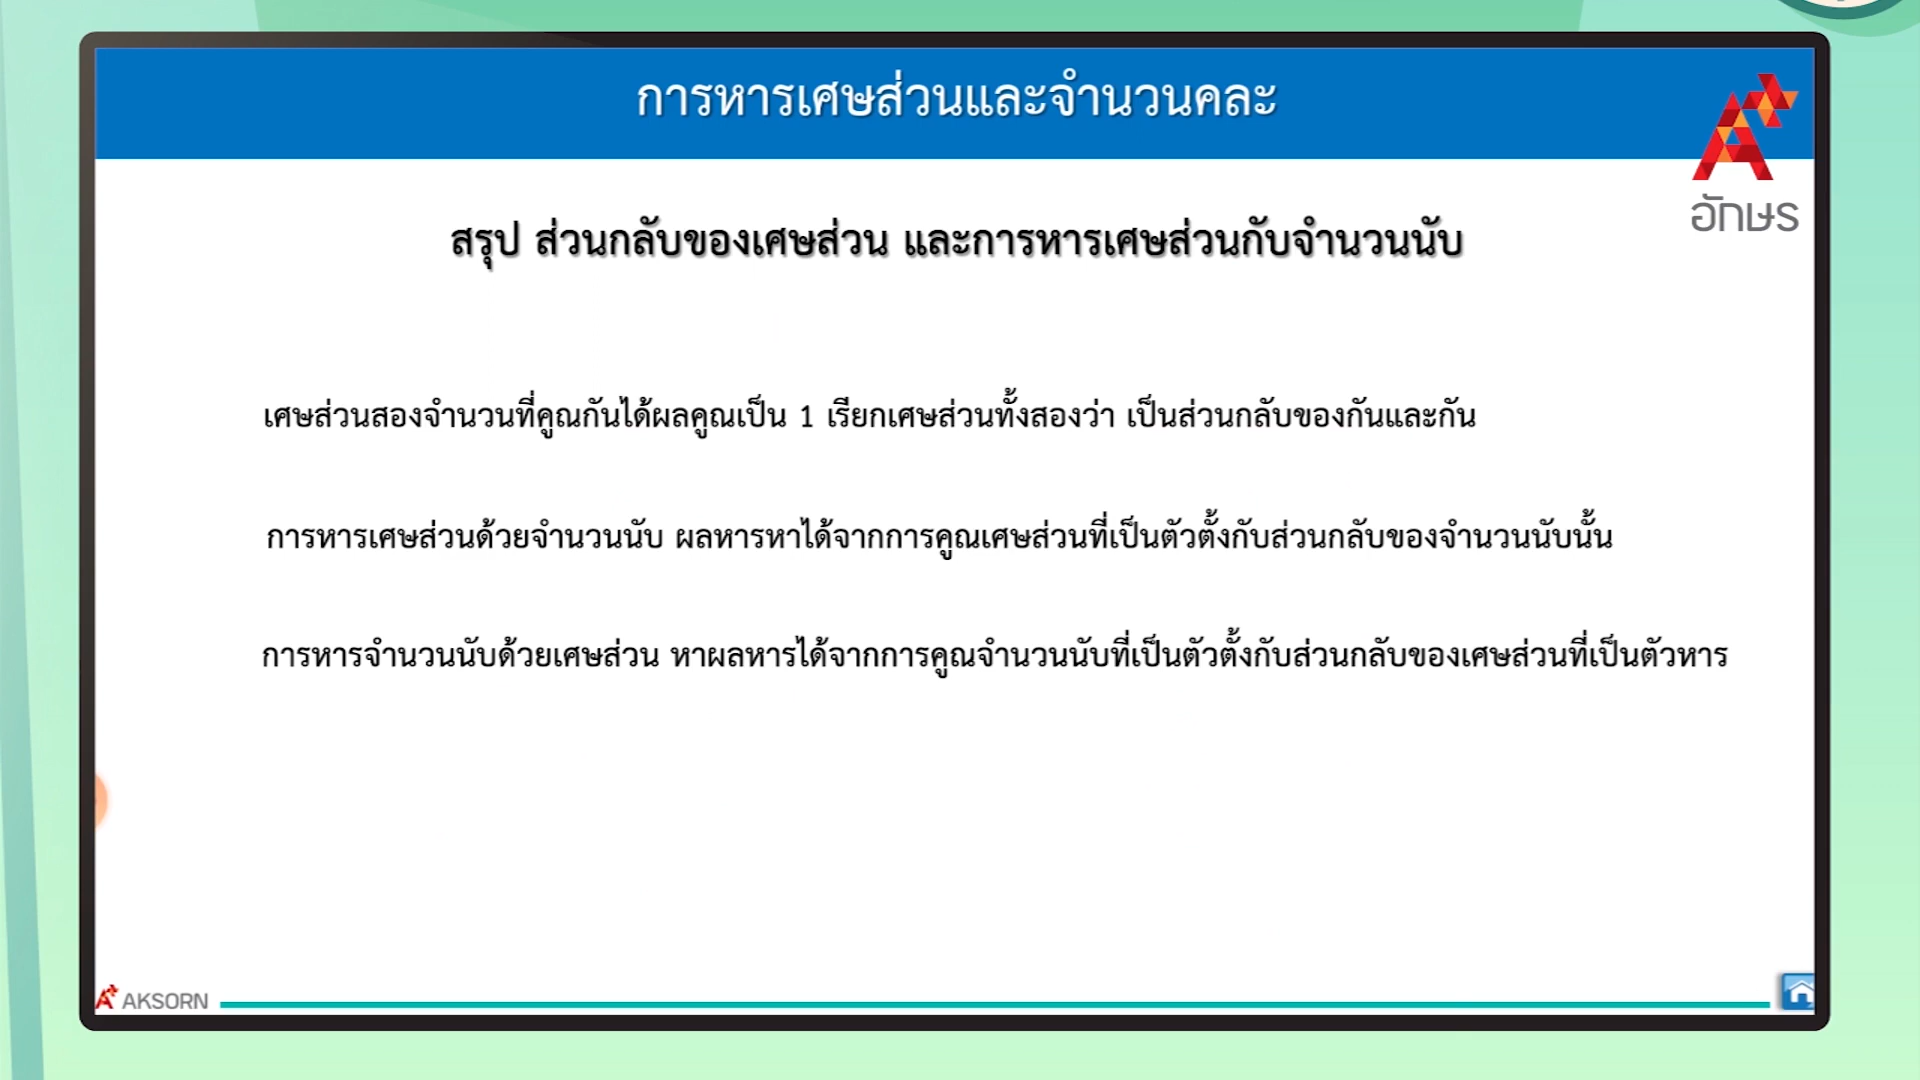 การหารเศษส่วนและจำนวนคละ
อักษร
สรุป ส่วนกลับของเศษส่วน และการหารเศษส่วนกับจำนวนนับ
เศษส่วนสองจำนวนที่คูณกันได้ผลคูณเป็น 1 เรียกเศษส่วนทั้งสองว่า เป็นส่วนกลับของกันและกัน
การหารเศษส่วนด้วยจำนวนนับ ผลหารหาได้จากการคูณเศษส่วนที่เป็นตัวตั้งกับส่วนกลับของจำนวนนับนั้น
การหารจำนวนนับด้วยเศษส่วน หาผลหารได้จากการคูณจำนวนนับที่เป็นตัวตั้งกับส่วนกลับของเศษส่วนที่เป็นตัวหาร
AKSORN